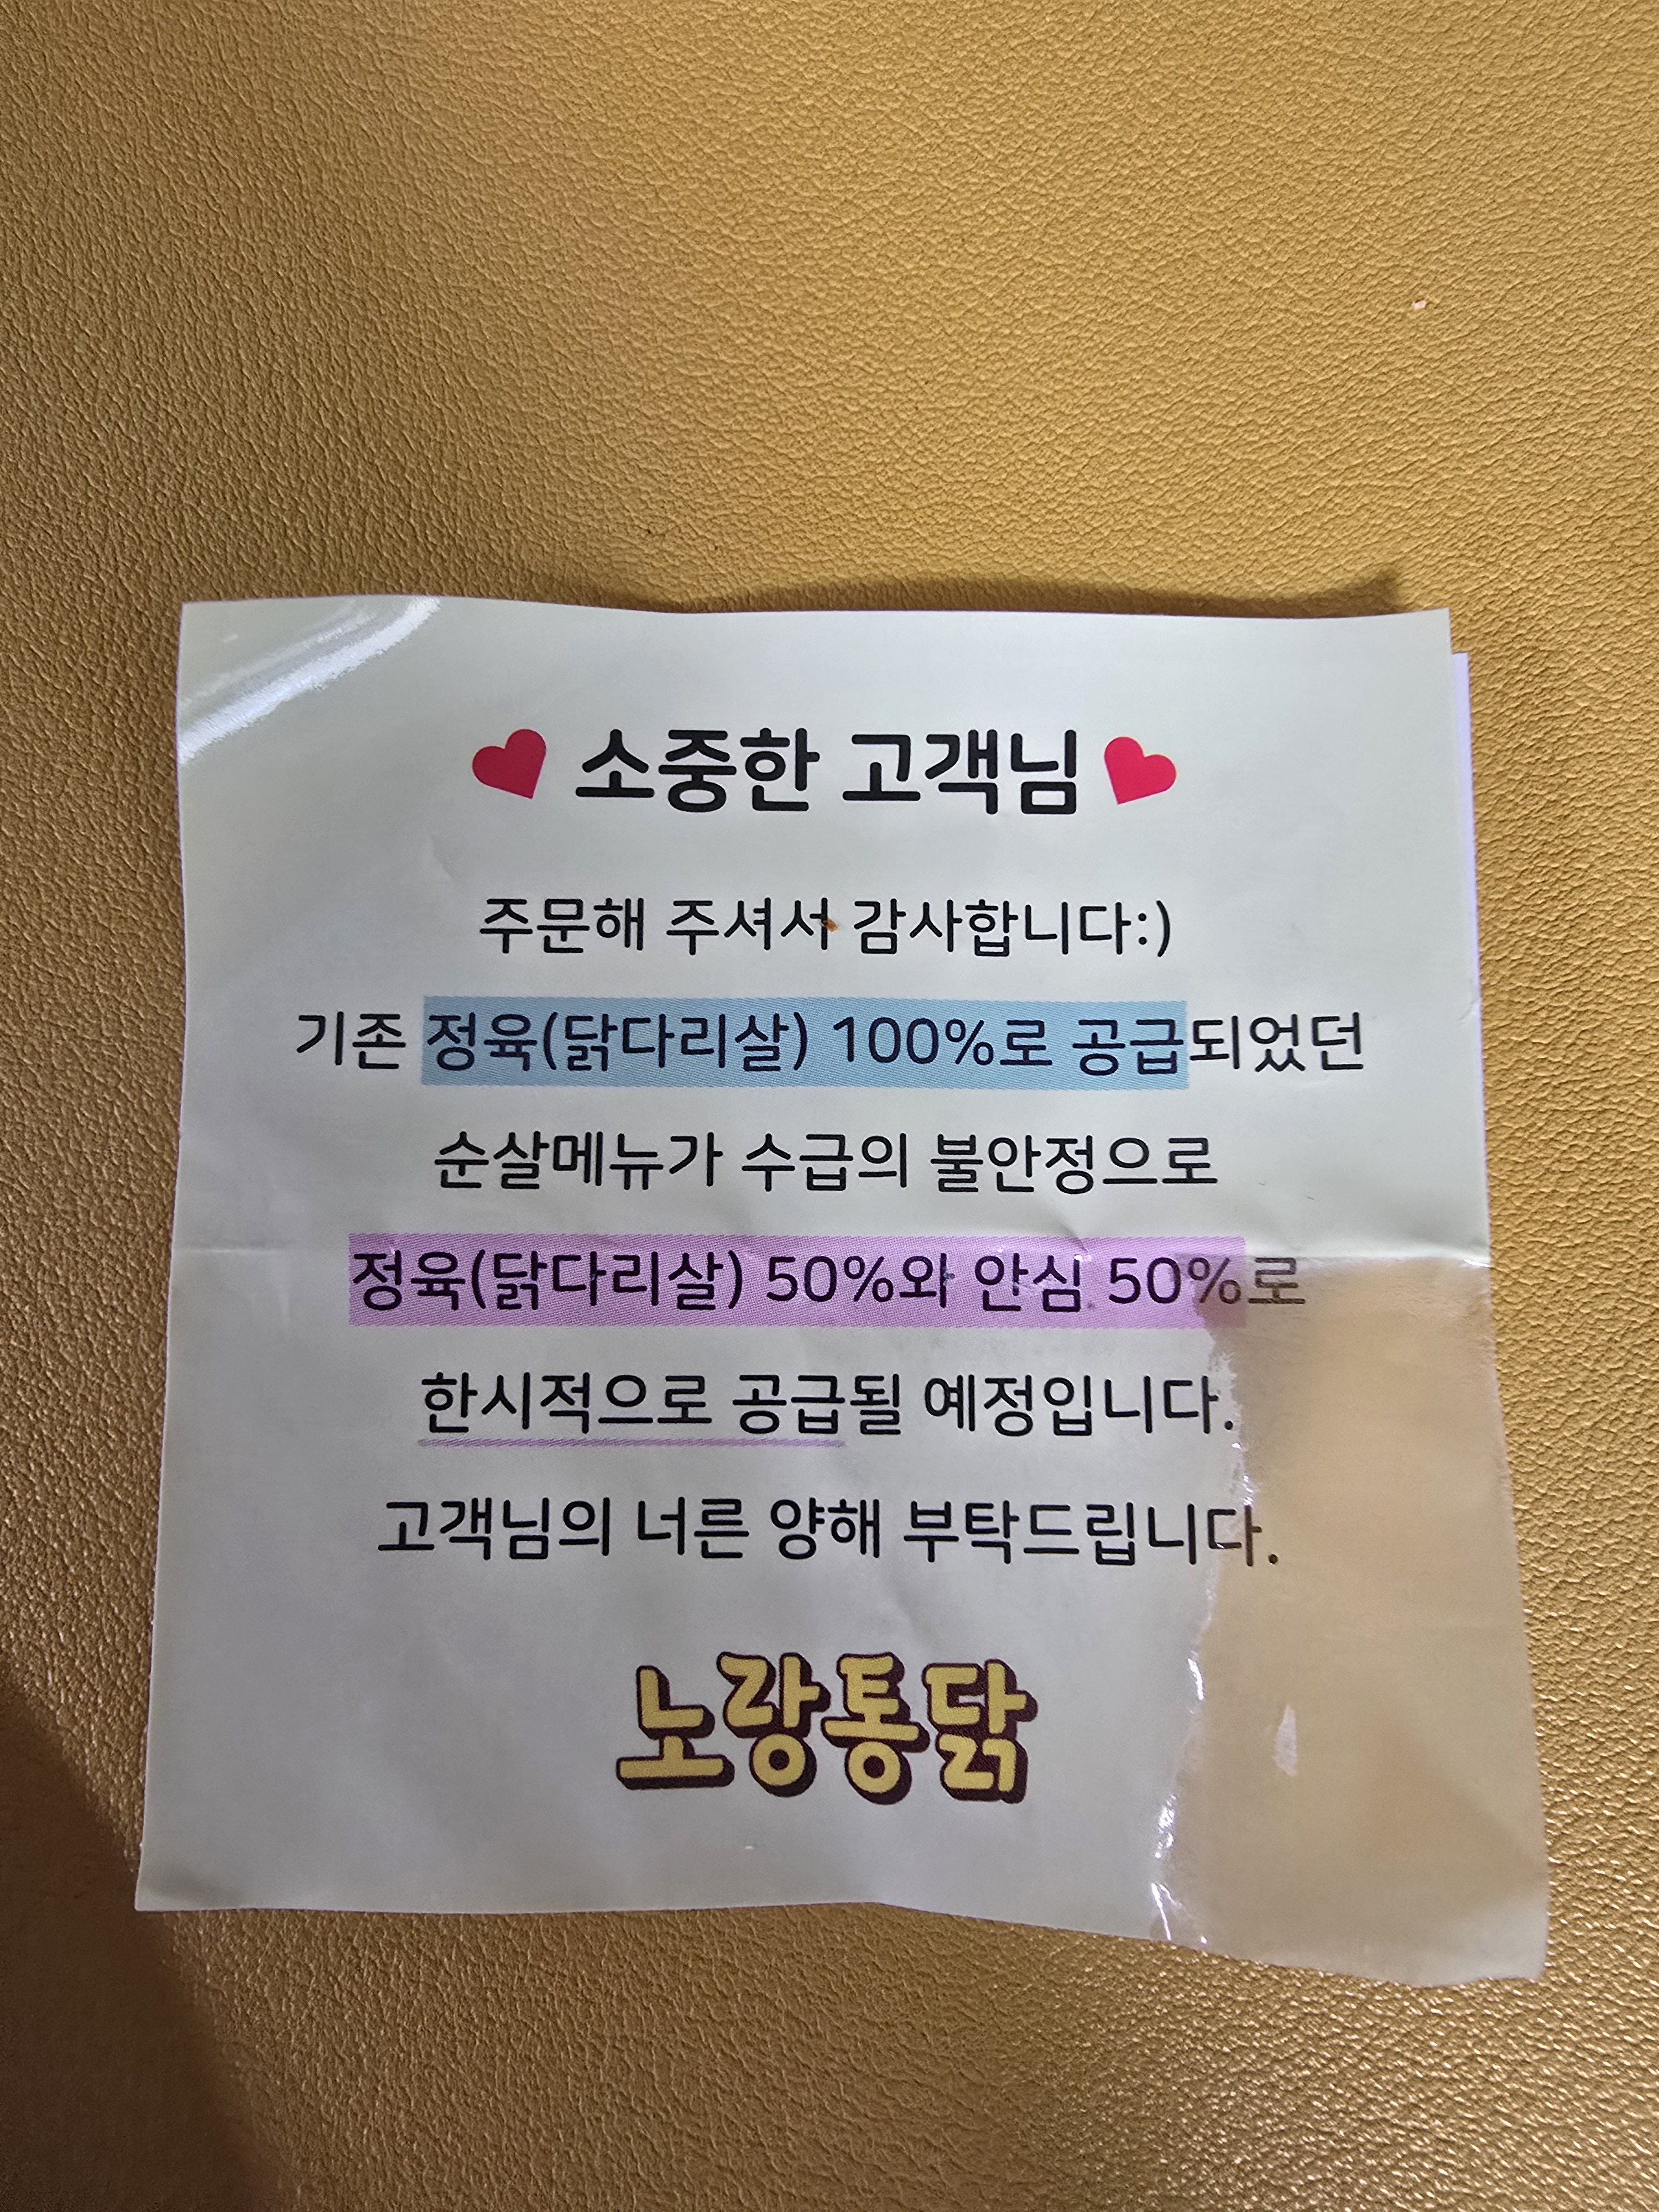 소중한 고객님
주문해 주셔서 감사합니다:)
기존 정육(닭다리살) 100%로 공급되었던
순살메뉴가 수급의 불안정으로
정육(닭다리살) 50%와 안심 50%로
한시적으로 공급될 예정입니다.
고객님의 너른 양해 부탁드립니다.
노랑통닭